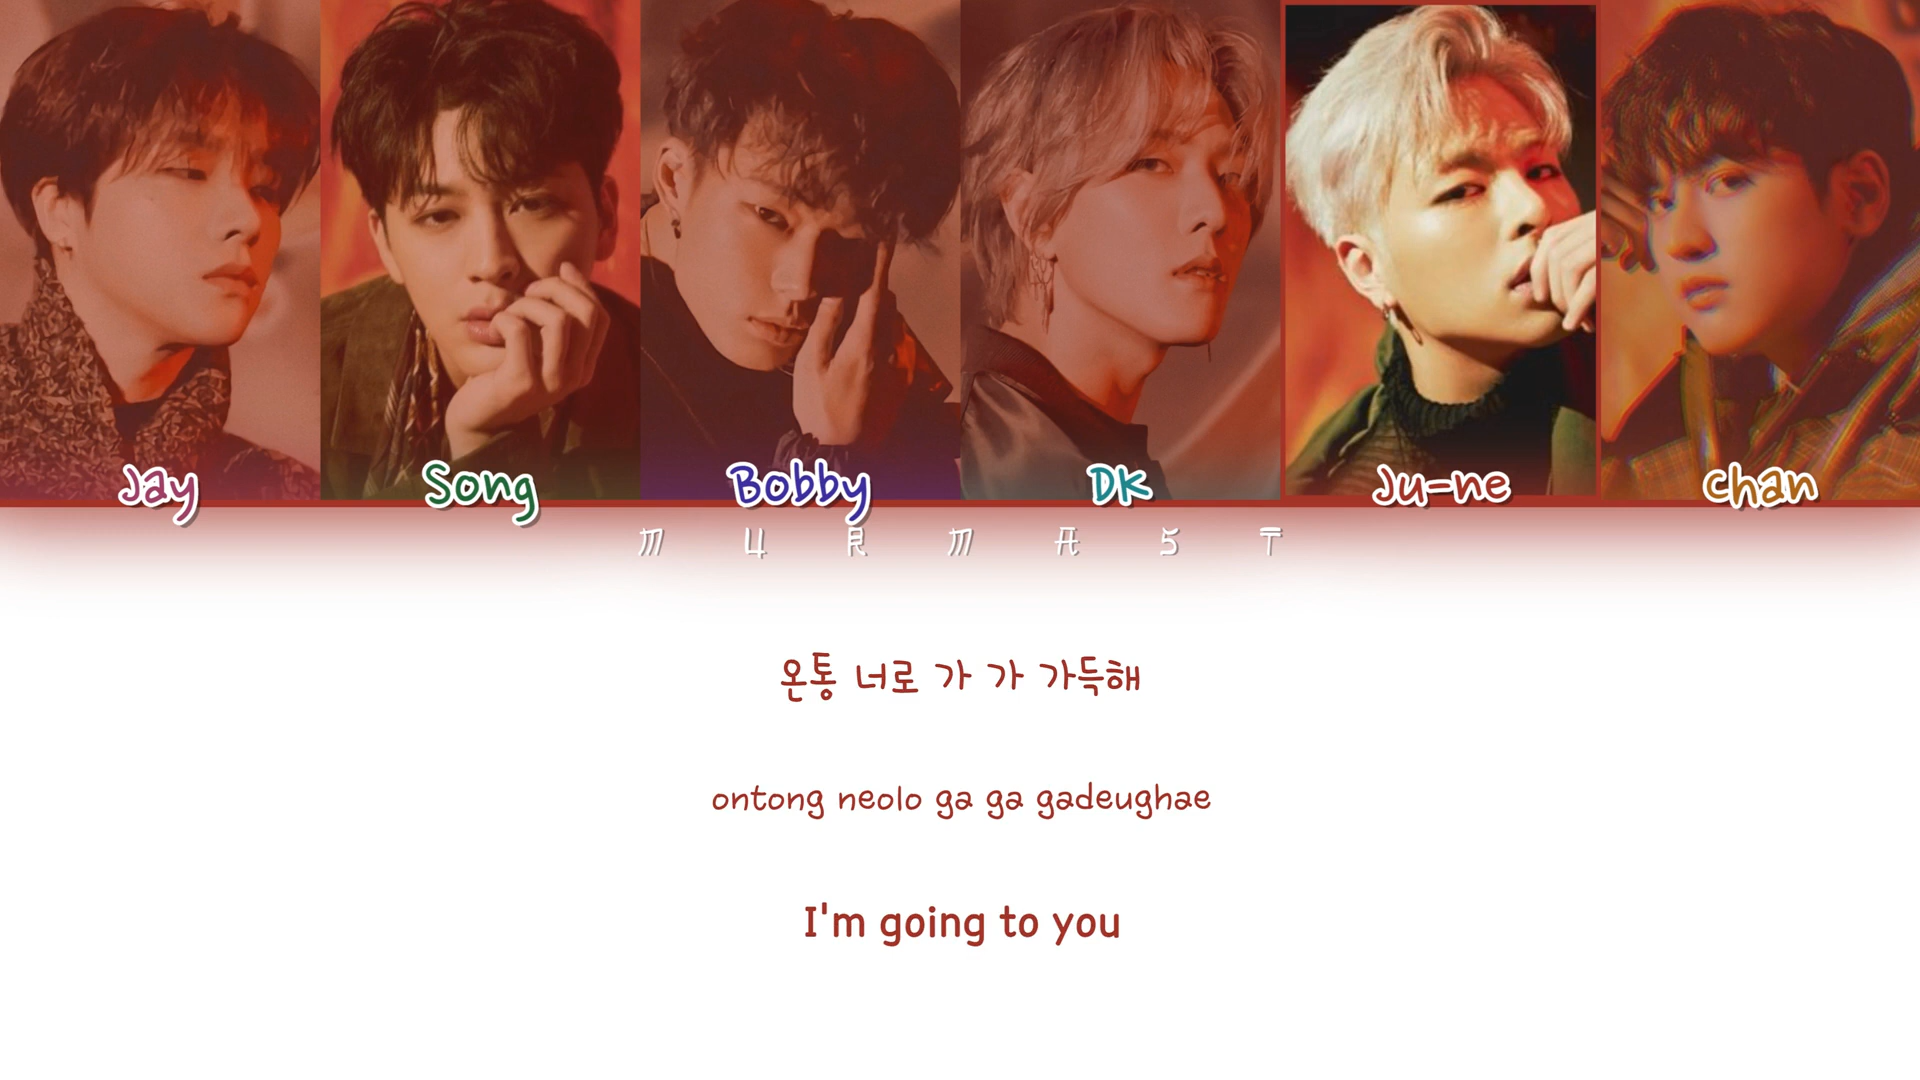 Jay Song Bobby DK Ju-ne Chan
MURMAST
온통 너로 가 가 가득해
ontong neolo ga ga gadeughae
I'm going to you